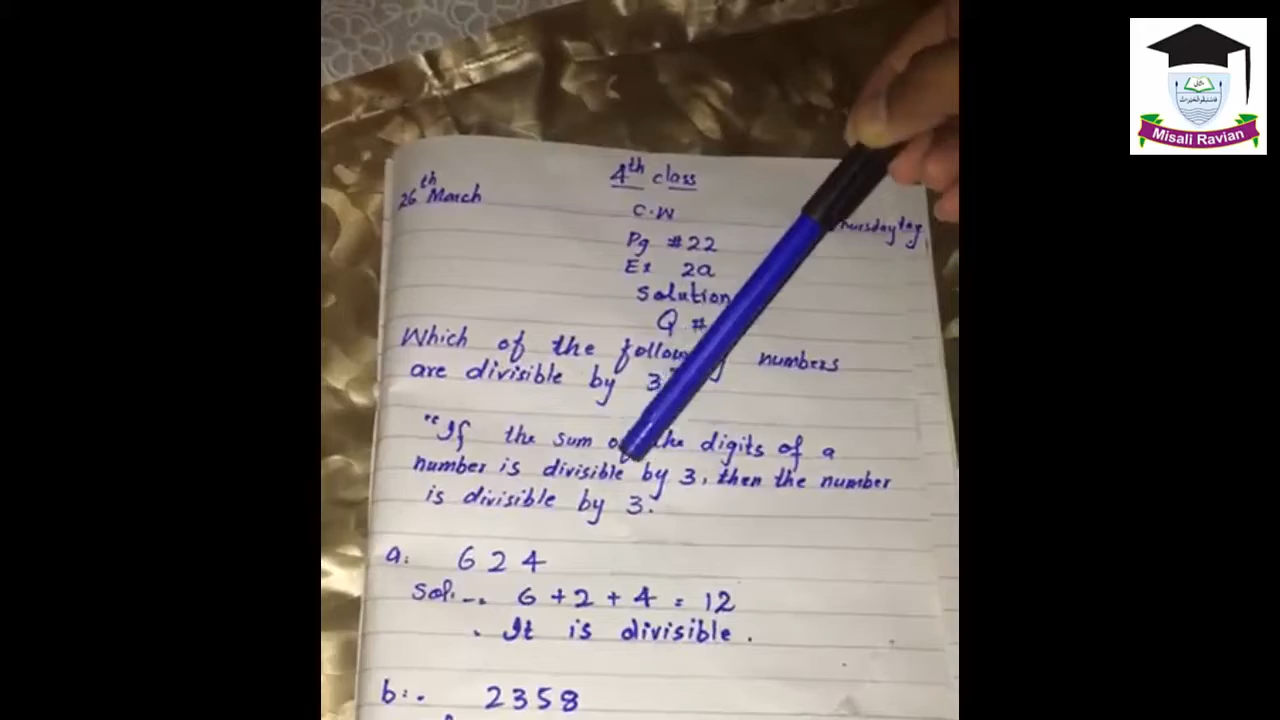 4th class
26th March
C.W
Pg #22
Ex 2a
Solution
Q #
Which of the numbers
are divisible by 3
"If the sum of the digits of a
number is divisible by 3, then the number
is divisible by 3.
a. 624
Sol:-. 6 + 2 + 4 = 12
. It is divisible.
b:. 2358
Misali Ravian